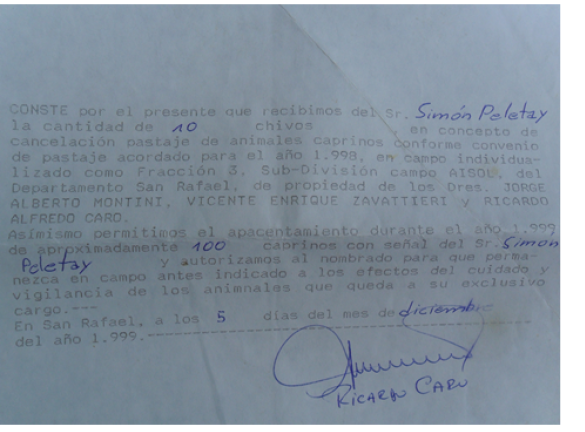 CONSTE por el presente que recibimos del Sr. Simón Peletay
la cantidad de 10 chivos , en concepto de
cancelación pastaje de animales caprinos conforme convenio
de pastaje acordado para el año 1.998, en campo individua-
lizado como Fracción 3, Sub-División campo AISOL, del
Departamento San Rafael, de propiedad de los Dres. JORGE
ALBERTO MONTINI, VICENTE ENRIQUE ZAVATTIERI y RICARDO
ALFREDO CARO.
Asímismo permitimos el apacentamiento durante el año 1.999
de aproximadamente 100 caprinos con señal del Sr. Simón
Peletay y autorizamos al nombrado para que perma-
nezca en campo antes indicado a los efectos del cuidado y
vigilancia de los animnales que queda a su exclusivo
cargo.---
En San Rafael, a los 5 días del mes de diciembre
del año 1.999.---
RICARDO CARO